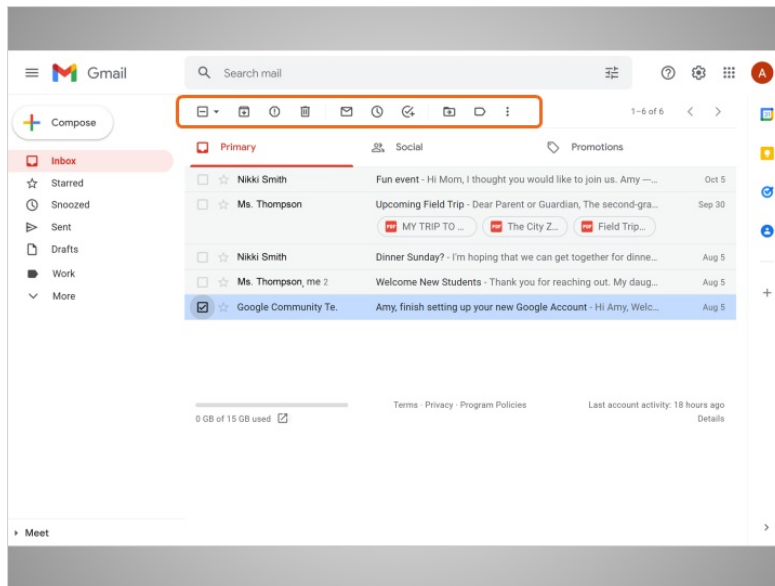 Gmail
Search mail
A
Compose
1–6 of 6
31
Primary
Social
Promotions
Inbox
Starred
Snoozed
Sent
Drafts
Work
More
Nikki Smith Fun event - Hi Mom, I thought you would like to join us. Amy —... Oct 5
Ms. Thompson Upcoming Field Trip - Dear Parent or Guardian, The second-gra... Sep 30
PDF MY TRIP TO ... PDF The City Z... PDF Field Trip...
Nikki Smith Dinner Sunday? - I'm hoping that we can get together for dinne... Aug 5
Ms. Thompson, me 2 Welcome New Students - Thank you for reaching out. My daug... Aug 5
Google Community Te. Amy, finish setting up your new Google Account - Hi Amy, Welc... Aug 5
0 GB of 15 GB used
Terms · Privacy · Program Policies
Last account activity: 18 hours ago
Details
Meet